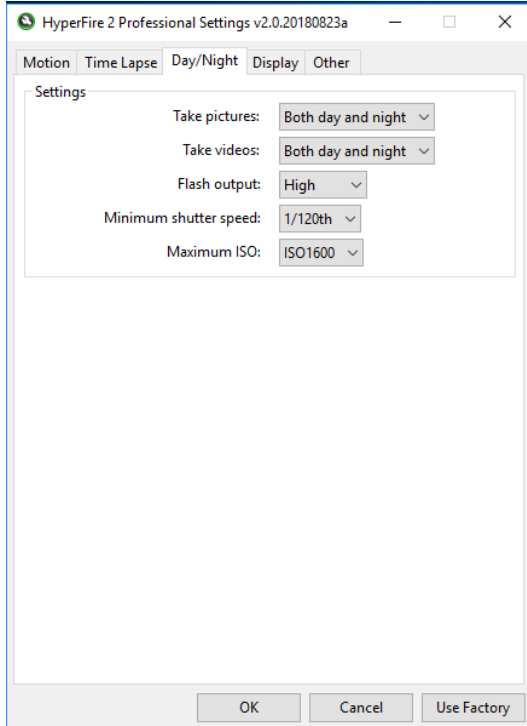 HyperFire 2 Professional Settings v2.0.20180823a
Motion Time Lapse Day/Night Display Other
Settings
Take pictures: Both day and night
Take videos: Both day and night
Flash output: High
Minimum shutter speed: 1/120th
Maximum ISO: ISO1600
OK Cancel Use Factory